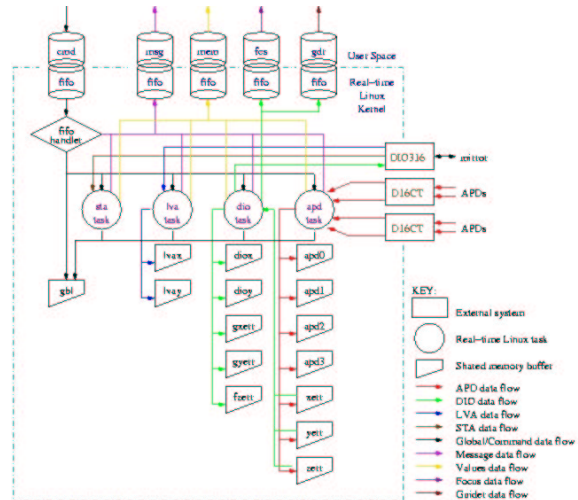 cmd
msg
mem
fos
gdr
User Space
fifo
fifo
fifo
fifo
fifo
Real-time
Linux
Kernel
fifo
handler
DIO316
mirror
D16CT
APDs
D16CT
APDs
sta
task
lva
task
dio
task
apd
task
gbl
lvax
lvay
diox
dioy
gxerr
gyerr
fzerr
apd0
apd1
apd2
apd3
xerr
yerr
zerr
KEY:
External system
Real-time Linux task
Shared memory buffer
APD data flow
DIO data flow
LVA data flow
STA data flow
Global/Command data flow
Message data flow
Values data flow
Focus data flow
Guider data flow